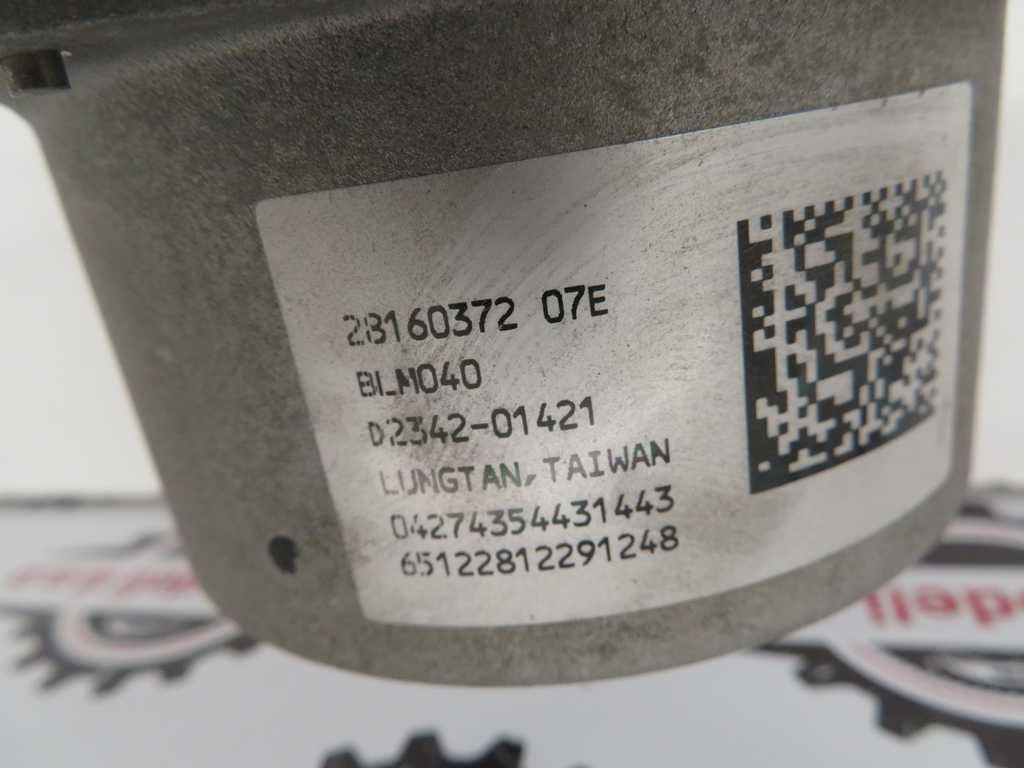 28160372 07E
BLM040
D2342-01421
LUNGTAN, TAIWAN
04274354431443
65122812291248